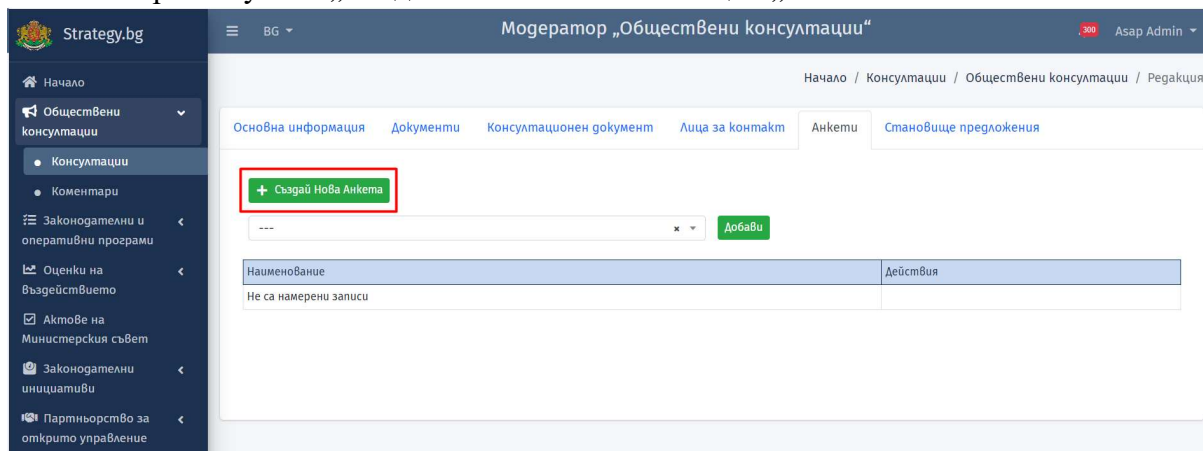 Strategy.bg
BG
Модератор „Обществени консултации“
300
Asap Admin
Начало
Обществени
консултации
Консултации
Коментари
Законодателни и
оперативни програми
Оценки на
въздействието
Актове на
Министерския съвет
Законодателни
инициативи
Партньорство за
открито управление
Начало / Консултации / Обществени консултации / Редакция
Основна информация Документи Консултационен документ Лица за контакт Анкети Становище предложения
+ Създай Нова Анкета
---
× Добави
Наименование Действия
Не са намерени записи